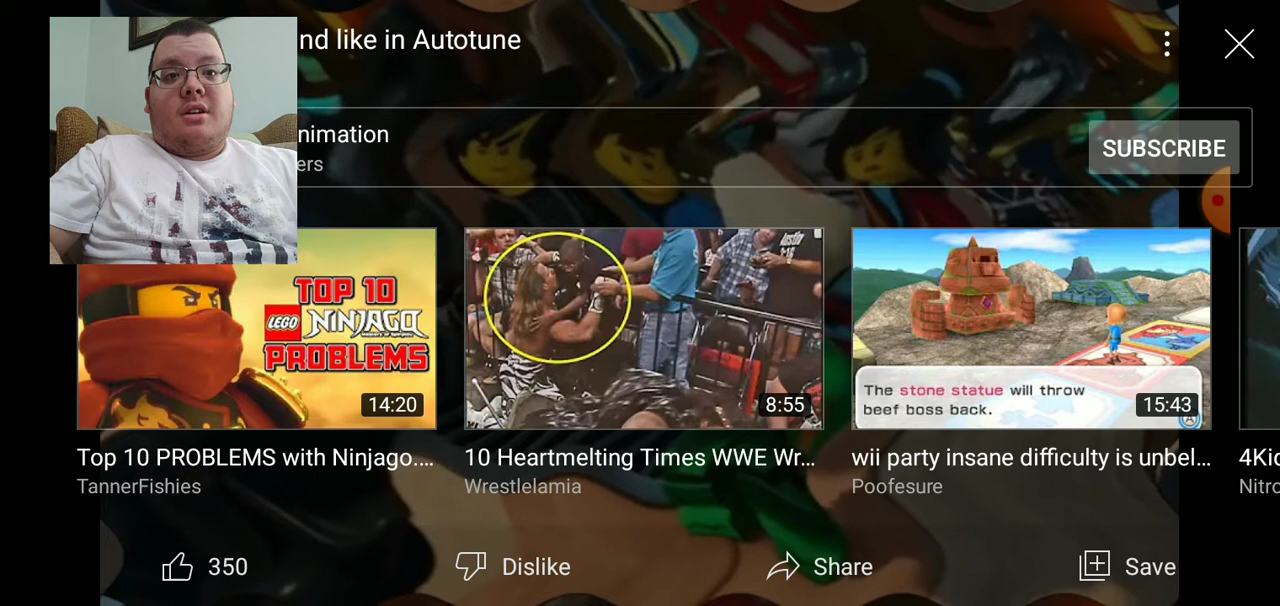 nd like in Autotune
nimation
ers
SUBSCRIBE
TOP 10
LEGO NINJAGO
PROBLEMS
14:20
8:55
The stone statue will throw
beef boss back.
15:43
A
Top 10 PROBLEMS with Ninjago....
10 Heartmelting Times WWE Wr...
wii party insane difficulty is unbel...
4Kid
TannerFishies
Wrestlelamia
Poofesure
Nitro
350
Dislike
Share
Save